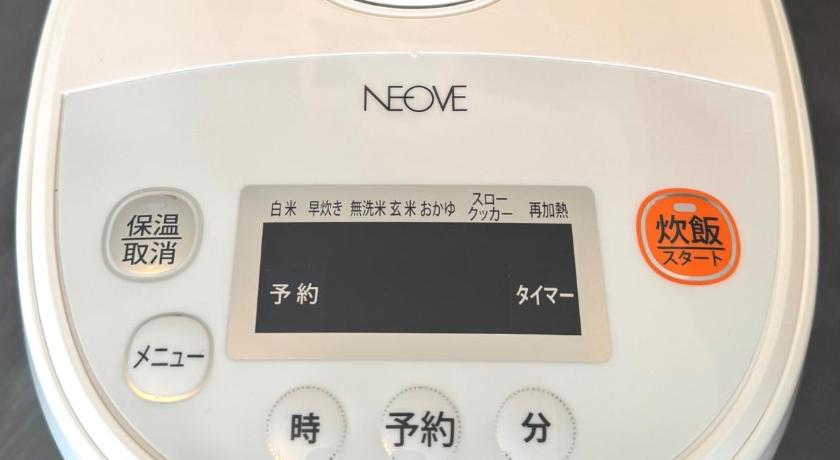 NEOVE
白米 早炊き 無洗米 玄米 おかゆ スロークッカー 再加熱
保温
取消
炊飯
スタート
予約 タイマー
メニュー
時 予約 分